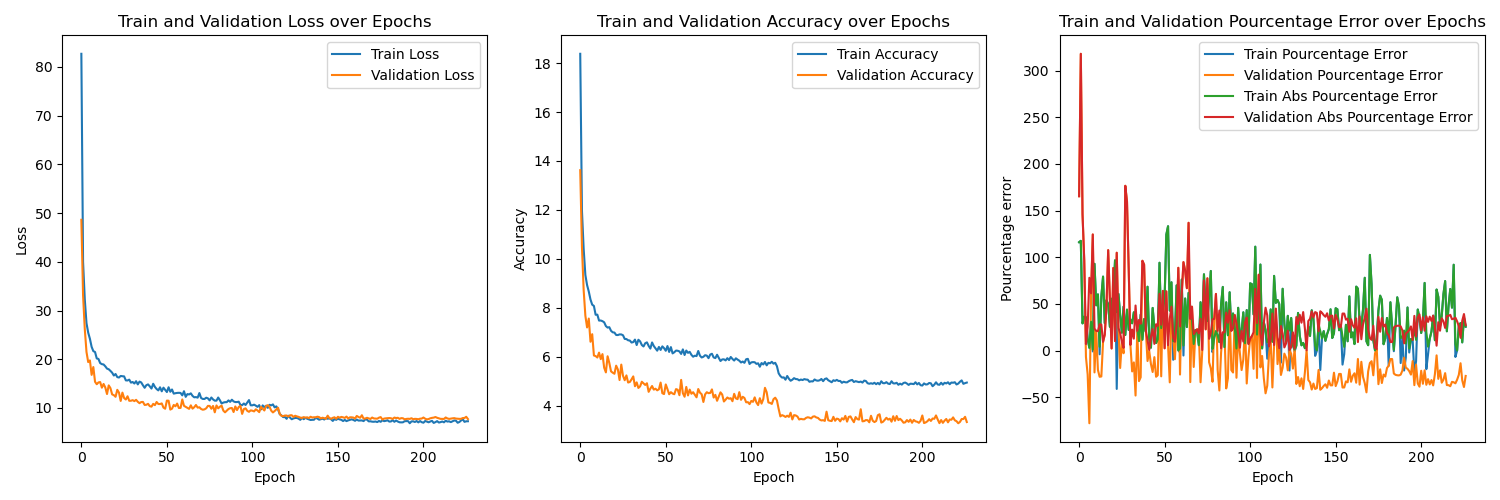 Train and Validation Loss over Epochs
Train Loss
Validation Loss
80
70
60
50
40
30
20
10
Loss
0
50
100
150
200
Epoch
Train and Validation Accuracy over Epochs
Train Accuracy
Validation Accuracy
18
16
14
12
10
8
6
4
Accuracy
0
50
100
150
200
Epoch
Train and Validation Pourcentage Error over Epochs
Train Pourcentage Error
Validation Pourcentage Error
Train Abs Pourcentage Error
Validation Abs Pourcentage Error
300
250
200
150
100
50
0
−50
Pourcentage error
0
50
100
150
200
Epoch